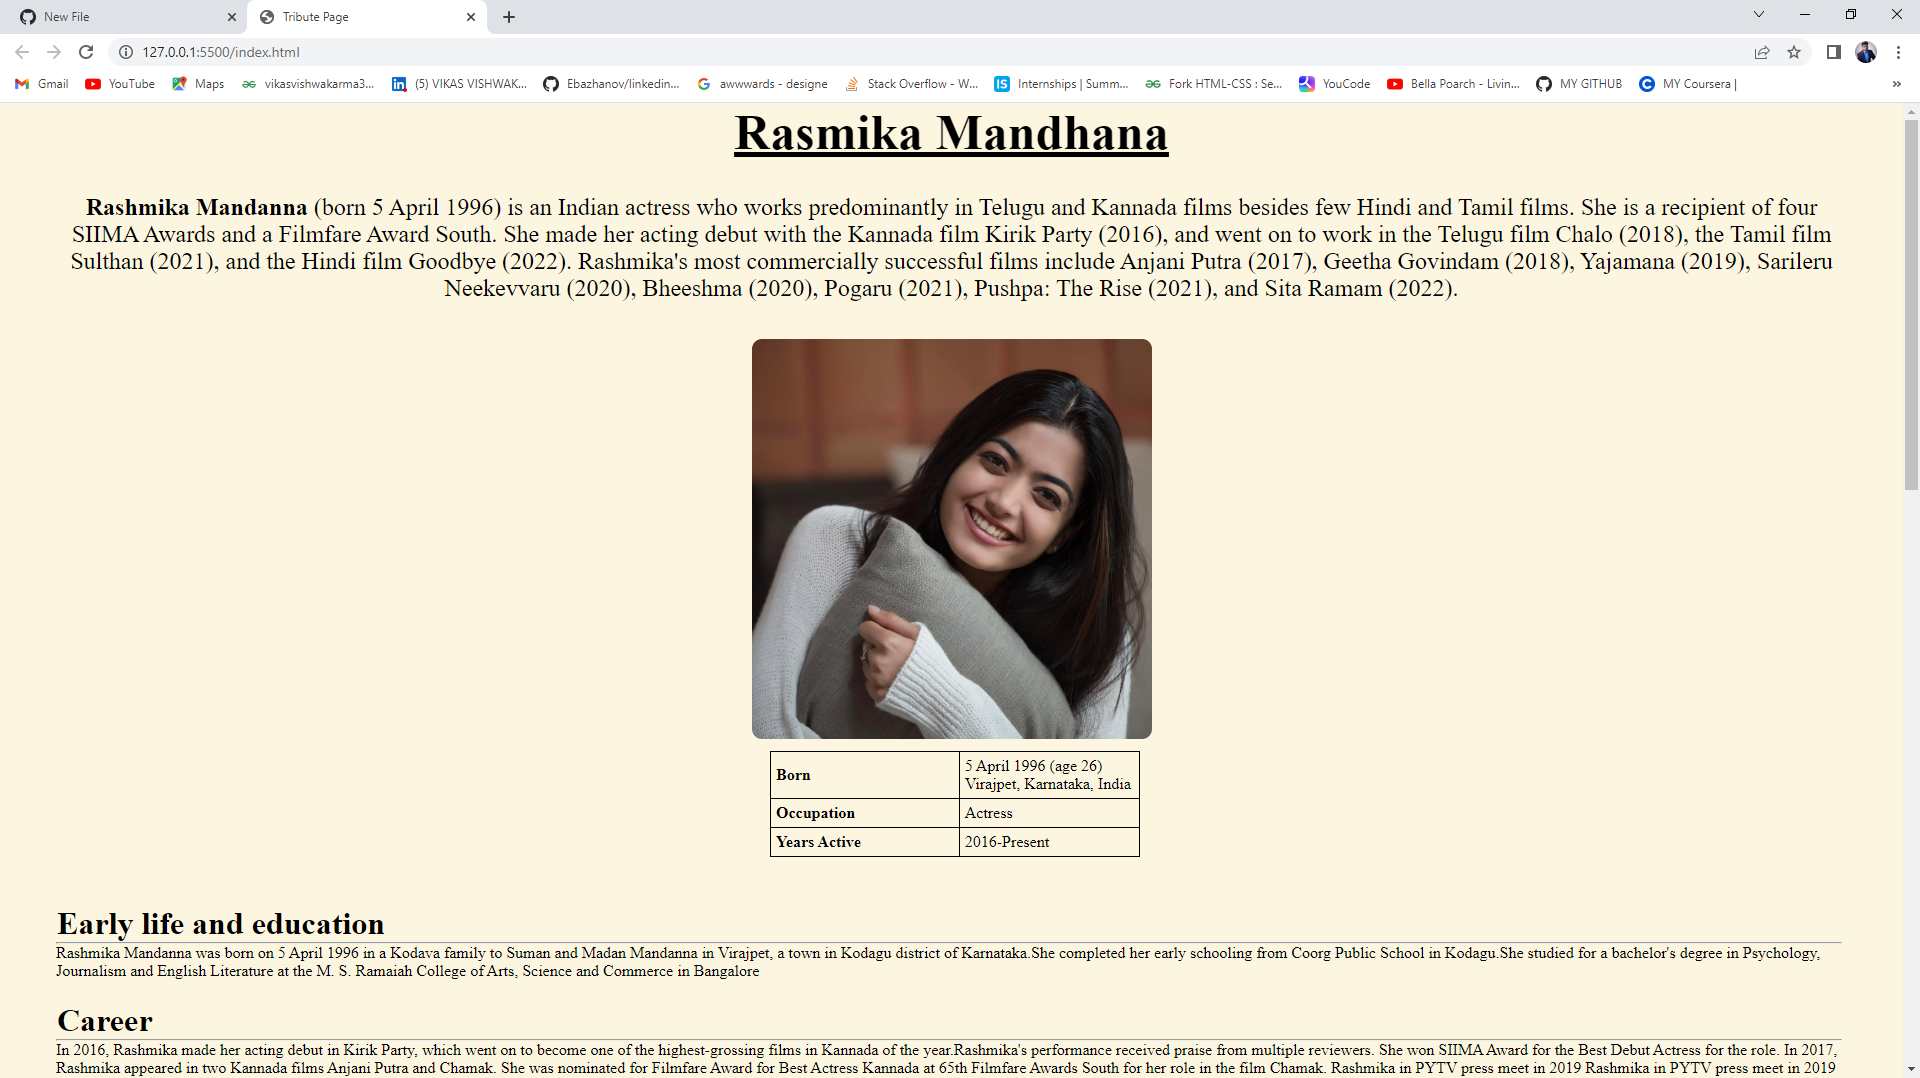 New File
Tribute Page
127.0.0.1:5500/index.html
Gmail YouTube Maps vikasvishwakarma3... (5) VIKAS VISHWAK... Ebazhanov/linkedin... awwwards - designe Stack Overflow - W... Internships | Summ... Fork HTML-CSS : Se... YouCode Bella Poarch - Livin... MY GITHUB MY Coursera |
Rasmika Mandhana
Rashmika Mandanna (born 5 April 1996) is an Indian actress who works predominantly in Telugu and Kannada films besides few Hindi and Tamil films. She is a recipient of four
SIIMA Awards and a Filmfare Award South. She made her acting debut with the Kannada film Kirik Party (2016), and went on to work in the Telugu film Chalo (2018), the Tamil film
Sulthan (2021), and the Hindi film Goodbye (2022). Rashmika's most commercially successful films include Anjani Putra (2017), Geetha Govindam (2018), Yajamana (2019), Sarileru
Neekevvaru (2020), Bheeshma (2020), Pogaru (2021), Pushpa: The Rise (2021), and Sita Ramam (2022).
Born 5 April 1996 (age 26)
Virajpet, Karnataka, India
Occupation Actress
Years Active 2016-Present
Early life and education
Rashmika Mandanna was born on 5 April 1996 in a Kodava family to Suman and Madan Mandanna in Virajpet, a town in Kodagu district of Karnataka.She completed her early schooling from Coorg Public School in Kodagu.She studied for a bachelor's degree in Psychology,
Journalism and English Literature at the M. S. Ramaiah College of Arts, Science and Commerce in Bangalore
Career
In 2016, Rashmika made her acting debut in Kirik Party, which went on to become one of the highest-grossing films in Kannada of the year.Rashmika's performance received praise from multiple reviewers. She won SIIMA Award for the Best Debut Actress for the role. In 2017,
Rashmika appeared in two Kannada films Anjani Putra and Chamak. She was nominated for Filmfare Award for Best Actress Kannada at 65th Filmfare Awards South for her role in the film Chamak. Rashmika in PYTV press meet in 2019 Rashmika in PYTV press meet in 2019